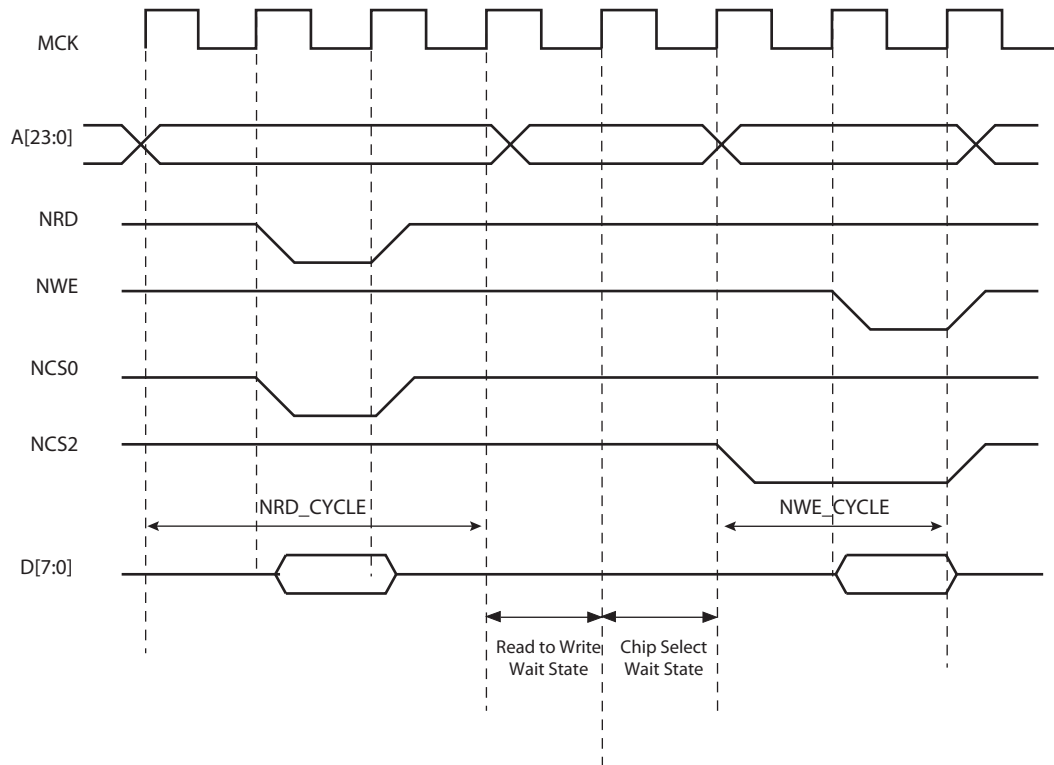 MCK
A[23:0]
NRD
NWE
NCS0
NCS2
NRD_CYCLE
NWE_CYCLE
D[7:0]
Read to Write
Wait State
Chip Select
Wait State